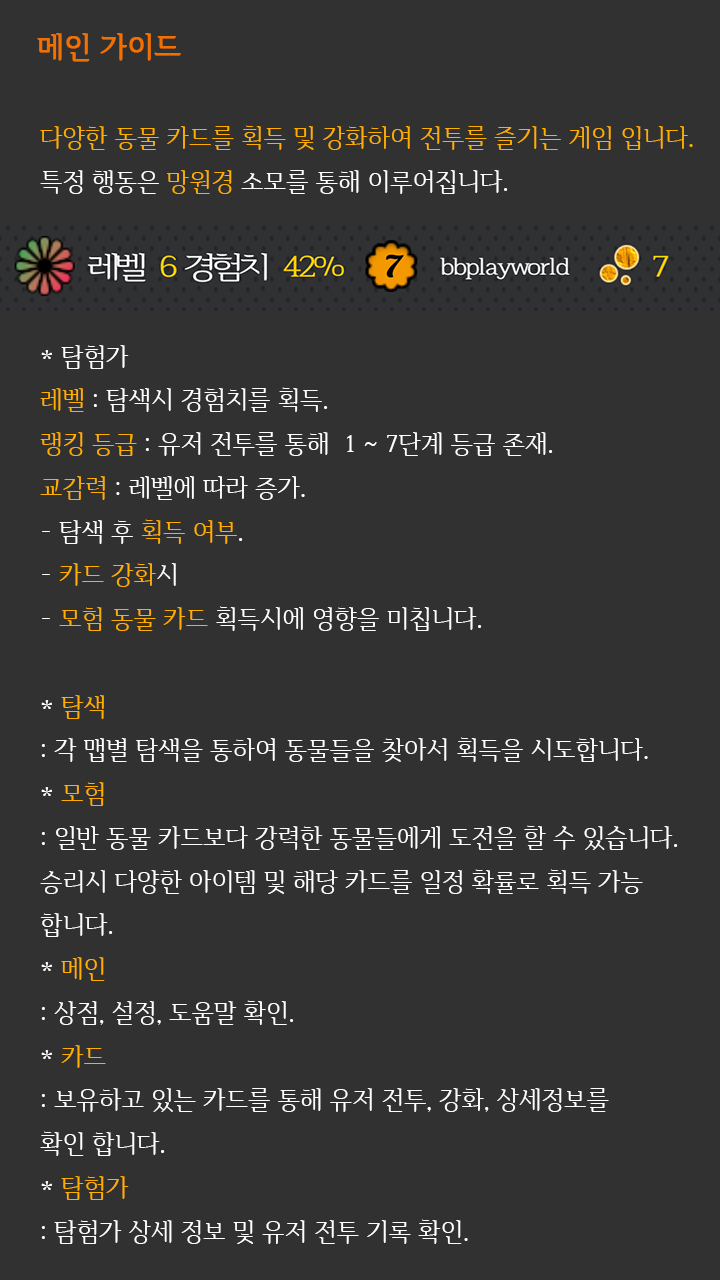 메인 가이드
다양한 동물 카드를 획득 및 강화하여 전투를 즐기는 게임 입니다.
특정 행동은 망원경 소모를 통해 이루어집니다.
레벨 6 경험치 42% 7 bbplayworld 7
* 탐험가
레벨 : 탐색시 경험치를 획득.
랭킹 등급 : 유저 전투를 통해 1 ~ 7단계 등급 존재.
교감력 : 레벨에 따라 증가.
- 탐색 후 획득 여부.
- 카드 강화시
- 모험 동물 카드 획득시에 영향을 미칩니다.
* 탐색
: 각 맵별 탐색을 통하여 동물들을 찾아서 획득을 시도합니다.
* 모험
: 일반 동물 카드보다 강력한 동물들에게 도전을 할 수 있습니다.
승리시 다양한 아이템 및 해당 카드를 일정 확률로 획득 가능
합니다.
* 메인
: 상점, 설정, 도움말 확인.
* 카드
: 보유하고 있는 카드를 통해 유저 전투, 강화, 상세정보를
확인 합니다.
* 탐험가
: 탐험가 상세 정보 및 유저 전투 기록 확인.